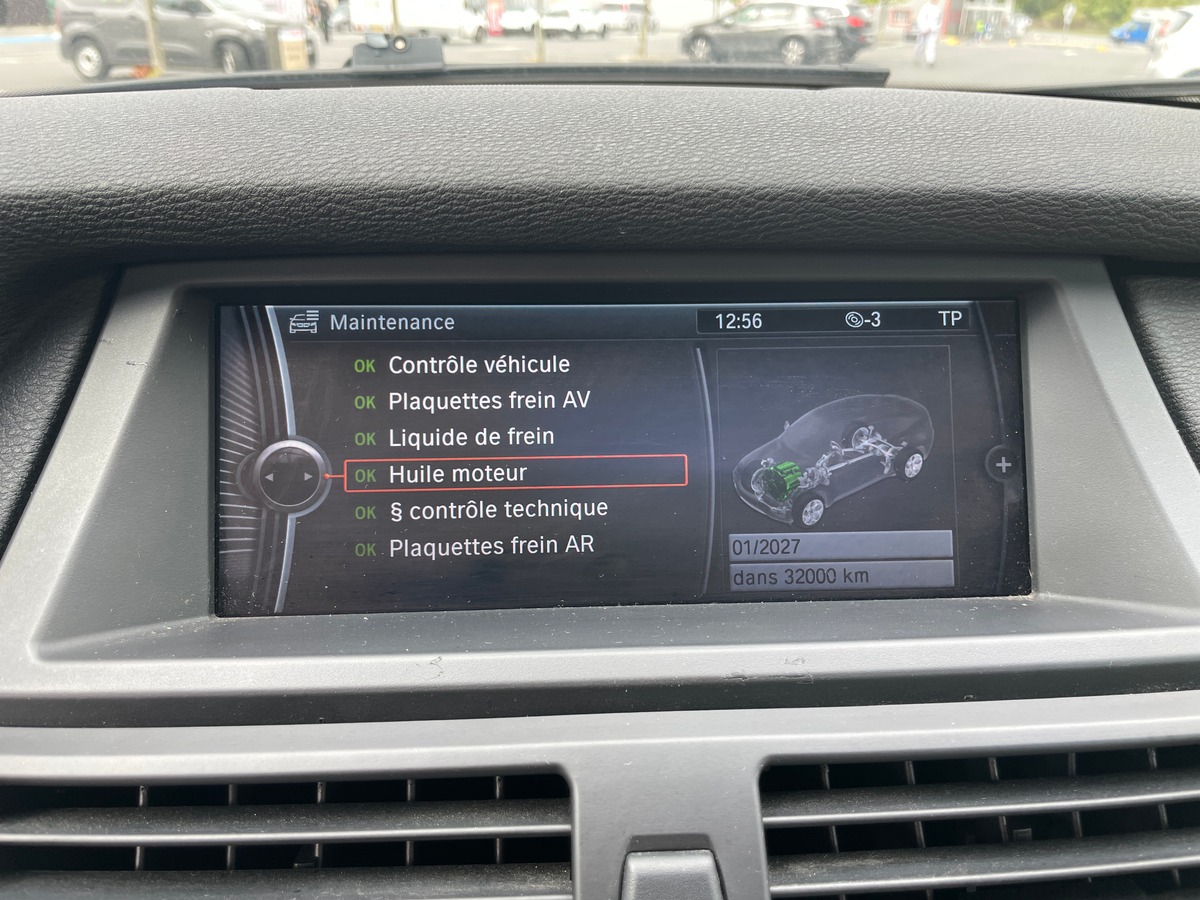 Maintenance
12:56
-3
TP
OK Contrôle véhicule
OK Plaquettes frein AV
OK Liquide de frein
OK Huile moteur
OK § contrôle technique
OK Plaquettes frein AR
+
01/2027
dans 32000 km